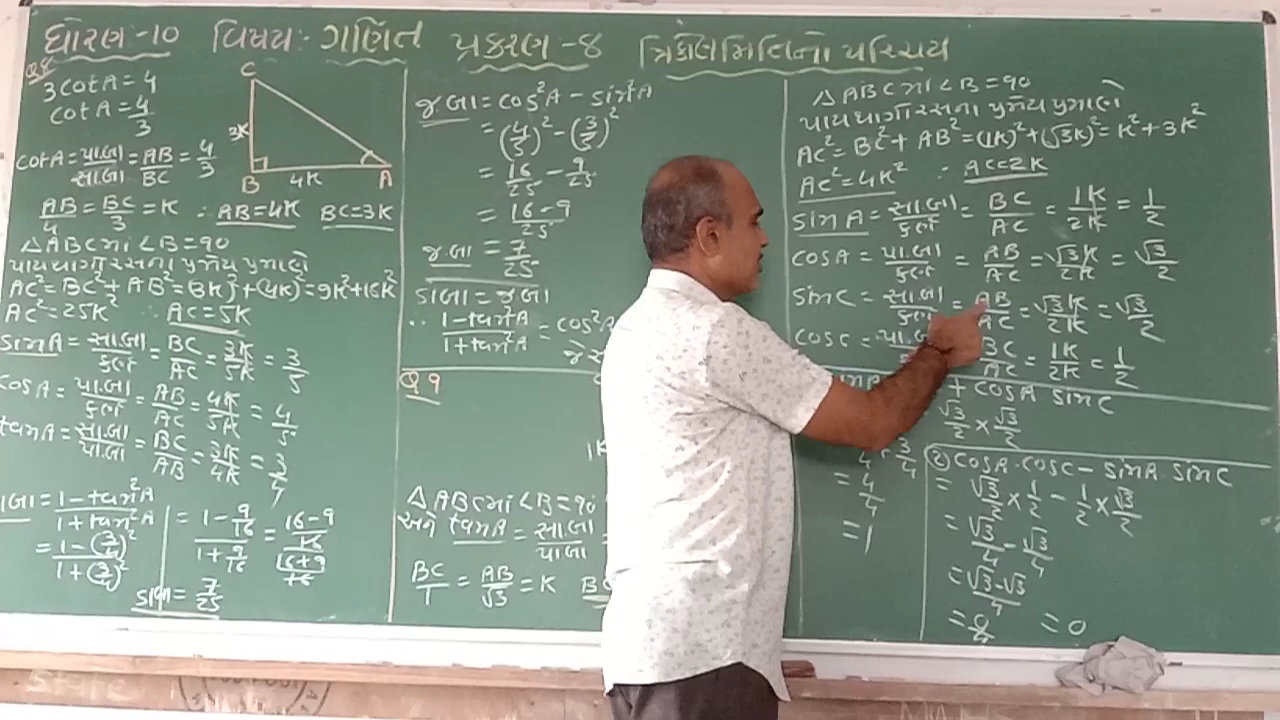 ધોરણ-૧૦ વિષય: ગણિત પ્રકરણ-૮ ત્રિકોણમિતિનો પરિચય
Q8
3cotA=4
cotA=4/3
cotA=પા.બા/સા.બા=AB/BC=4/3
C
3K
B 4K A
AB/4=BC/3=K ∴ AB=4K BC=3K
△ABCમાં ∠B=90
પાયથાગોરસના પ્રમેય પ્રમાણે
AC²=BC²+AB²=(3K)²+(4K)²=9K²+16K²
AC²=25K² ∴ AC=5K
sinA=સા.બા/કર્ણ=BC/AC=3K/5K=3/5
cosA=પા.બા/કર્ણ=AB/AC=4K/5K=4/5
tanA=સા.બા/પા.બા=BC/AB=3K/4K=3/4
ડાબા=1-tan²A/1+tan²A
=1-(3/4)²/1+(3/4)²
=1-9/16/1+9/16=16-9/16/16+9/16
ડાબા=7/25
જ.બા=cos²A-sin²A
=(4/5)²-(3/5)²
=16/25-9/25
=16-9/25
જ.બા=7/25
ડાબા=જ.બા
∴ 1-tan²A/1+tan²A=cos²A
Q9
1K
△ABCમાં ∠B=90
અને tanA=સા.બા/પા.બા=
BC/1=AB/√3=K
△ABCમાં ∠B=90
પાયથાગોરસના પ્રમેય પ્રમાણે
AC²=BC²+AB²=(1K)²+(√3K)²=K²+3K²
AC²=4K² ∴ AC=2K
sinA=સા.બા/કર્ણ=BC/AC=1K/2K=1/2
cosA=પા.બા/કર્ણ=AB/AC=√3K/2K=√3/2
sinC=સા.બા/કર્ણ=AB/AC=√3K/2K=√3/2
cosC=પા.બા BC/AC=1K/2K=1/2
sinA + cosA sinC
√3/2×√3/2
4+3/4
=4/4
=1
② cosA.cosC-sinA.sinC
=√3/2×1/2-1/2×√3/2
=√3/4-√3/4
=√3-√3/4
=0/4 =0